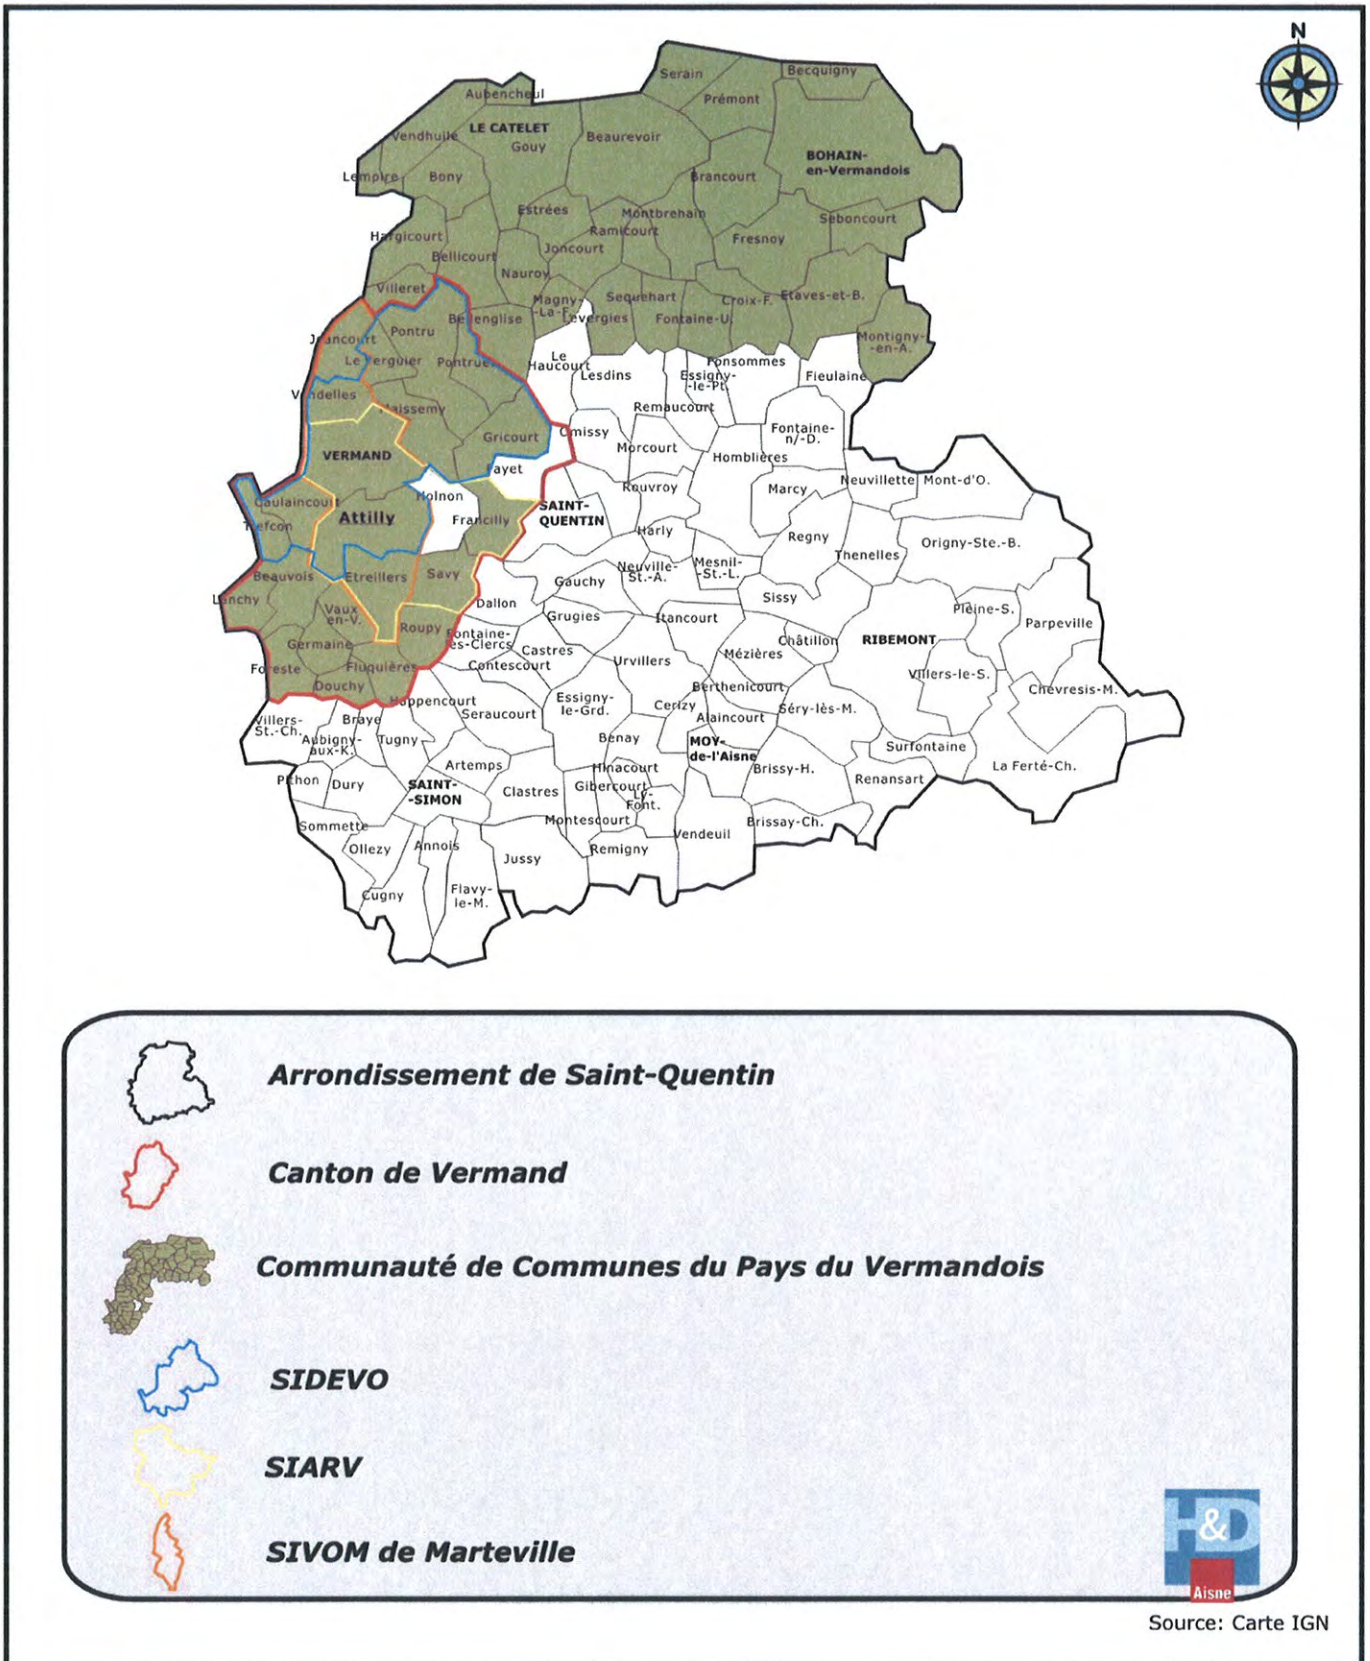 N
Serain
Becquigny
Aubencheul
Prémont
LE CATELET
Vendhuile
Gouy
Beaurevoir
BOHAIN-
en-Vermandois
Lempire
Bony
Brancourt
Estrées
Montbrehain
Seboncourt
Ramicourt
Hargicourt
Fresnoy
Joncourt
Bellicourt
Nauroy
Villeret
Sequehart
Croix-F.
Etaves-et-B.
Magny-
-La-F.
Levergies
Fontaine-U.
Bellenglise
Pontru
Jeancourt
Montigny-
-en-A.
Le Verguier
Pontruet
Le
Haucourt
Lesdins
Essigny-
-le-Pt.
Fonsommes
Fieulaine
Vendelles
Maissemy
Remaucourt
Gricourt
Omissy
Morcourt
Fontaine-
n/-D.
Homblières
VERMAND
Fayet
Rouvroy
Marcy
Neuvillette
Mont-d'O.
Holnon
Caulaincourt
SAINT-
QUENTIN
Attilly
Francilly
Trefcon
Harly
Regny
Thenelles
Origny-Ste.-B.
Beauvois
Etreillers
Savy
Gauchy
Neuville-
St.-A.
Mesnil-
-St.-L.
Sissy
Lanchy
Vaux
en-V.
Dallon
Grugies
Itancourt
Pleine-S.
Parpeville
Roupy
Fontaine-
les-Clercs
Châtillon
RIBEMONT
Germaine
Castres
Mézières
Foreste
Fluquières
Contescourt
Urvillers
Villers-le-S.
Douchy
Berthenicourt
Chevresis-M.
Happencourt
Essigny-
le-Grd.
Cerizy
Alaincourt
Séry-lès-M.
Seraucourt
Villers-
St.-Ch.
Braye
Aubigny-
aux-K.
Tugny
Benay
MOY-
de-l'Aisne
Surfontaine
Artemps
Hinacourt
Brissy-H.
La Ferté-Ch.
Pithon
Dury
SAINT-
-SIMON
Clastres
Gibercourt
Ly-
Font.
Renansart
Montescourt
Brissay-Ch.
Sommette
Vendeuil
Ollezy
Annois
Jussy
Remigny
Cugny
Flavy-
le-M.
Arrondissement de Saint-Quentin
Canton de Vermand
Communauté de Communes du Pays du Vermandois
SIDEVO
SIARV
SIVOM de Marteville
H&D
Aisne
Source: Carte IGN